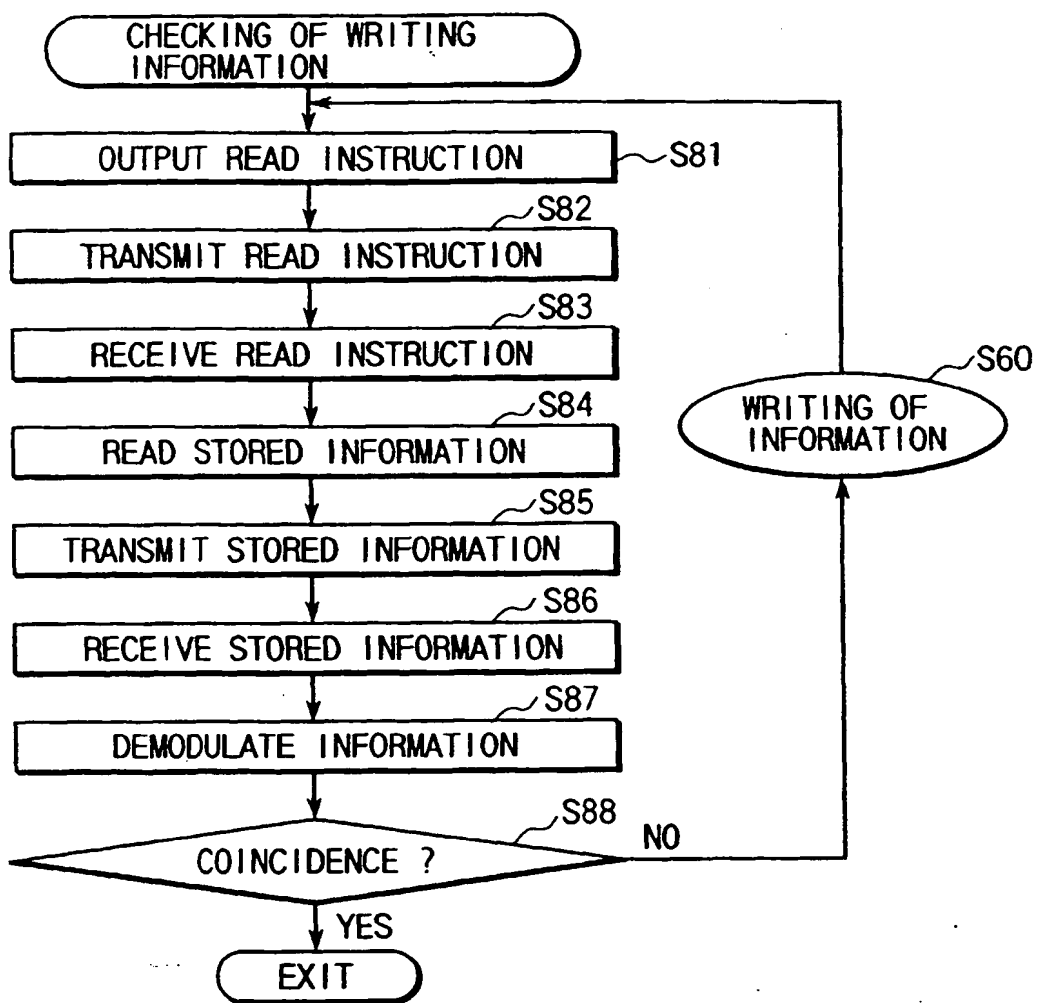 CHECKING OF WRITING
INFORMATION
OUTPUT READ INSTRUCTION
S81
S82
TRANSMIT READ INSTRUCTION
S83
RECEIVE READ INSTRUCTION
S60
WRITING OF
INFORMATION
S84
READ STORED INFORMATION
S85
TRANSMIT STORED INFORMATION
S86
RECEIVE STORED INFORMATION
S87
DEMODULATE INFORMATION
S88
COINCIDENCE ?
NO
YES
EXIT